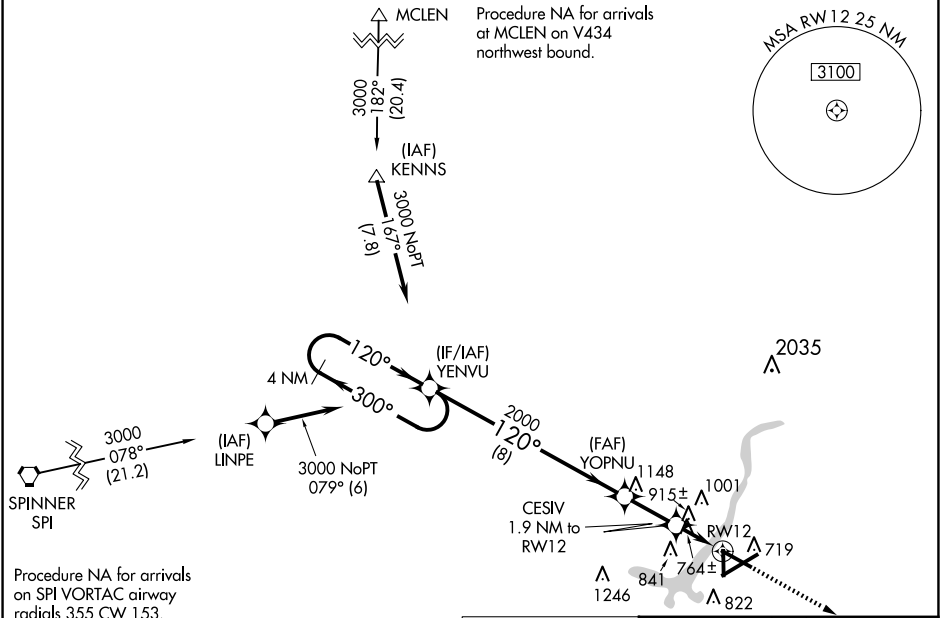 MCLEN
Procedure NA for arrivals
at MCLEN on V434
northwest bound.
MSA RW12 25 NM
3100
3000
182°
(20.4)
(IAF)
KENNS
3000 NoPT
167°
(7.8)
2035
120°
4 NM
300°
(IF/IAF)
YENVU
2000
120°
(8)
3000
078°
(21.2)
(IAF)
LINPE
3000 NoPT
079° (6)
SPINNER
SPI
(FAF)
YOPNU
1148
915±
1001
CESIV
1.9 NM to
RW12
RW12
719
841
764±
1246
822
Procedure NA for arrivals
on SPI VORTAC airway
radials 355 CW 153.